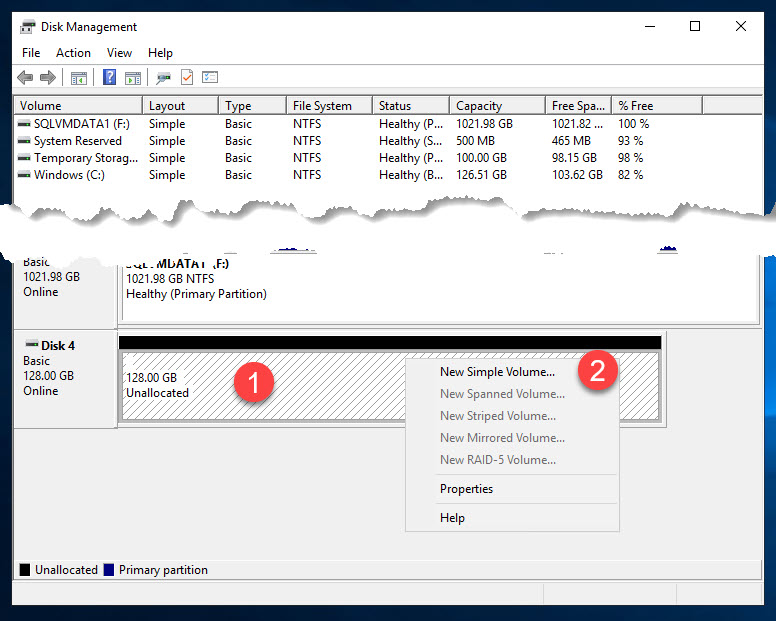 Disk Management
File Action View Help
Volume Layout Type File System Status Capacity Free Spa... % Free
SQLVMDATA1 (F:) Simple Basic NTFS Healthy (P... 1021.98 GB 1021.82 ... 100 %
System Reserved Simple Basic NTFS Healthy (S... 500 MB 465 MB 93 %
Temporary Storag... Simple Basic NTFS Healthy (P... 100.00 GB 98.15 GB 98 %
Windows (C:) Simple Basic NTFS Healthy (B... 126.51 GB 103.62 GB 82 %
Basic
1021.98 GB
Online
SQLVMDATA1 (F:)
1021.98 GB NTFS
Healthy (Primary Partition)
Disk 4
Basic
128.00 GB
Online
128.00 GB
Unallocated
1
2
New Simple Volume...
New Spanned Volume...
New Striped Volume...
New Mirrored Volume...
New RAID-5 Volume...
Properties
Help
Unallocated Primary partition